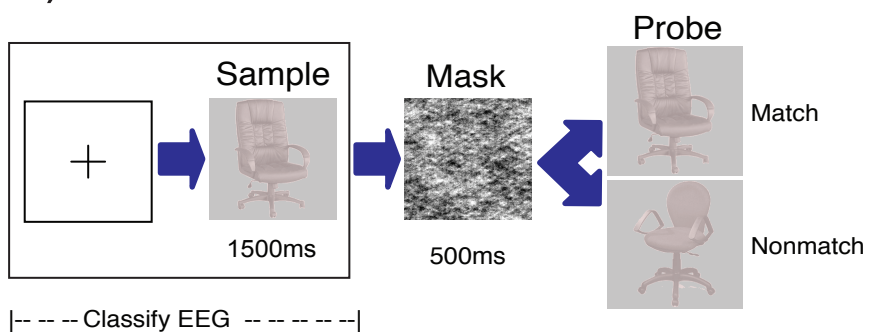 Probe
Sample
Mask
Match
1500ms
500ms
Nonmatch
|-- -- -- Classify EEG -- -- -- -- --|